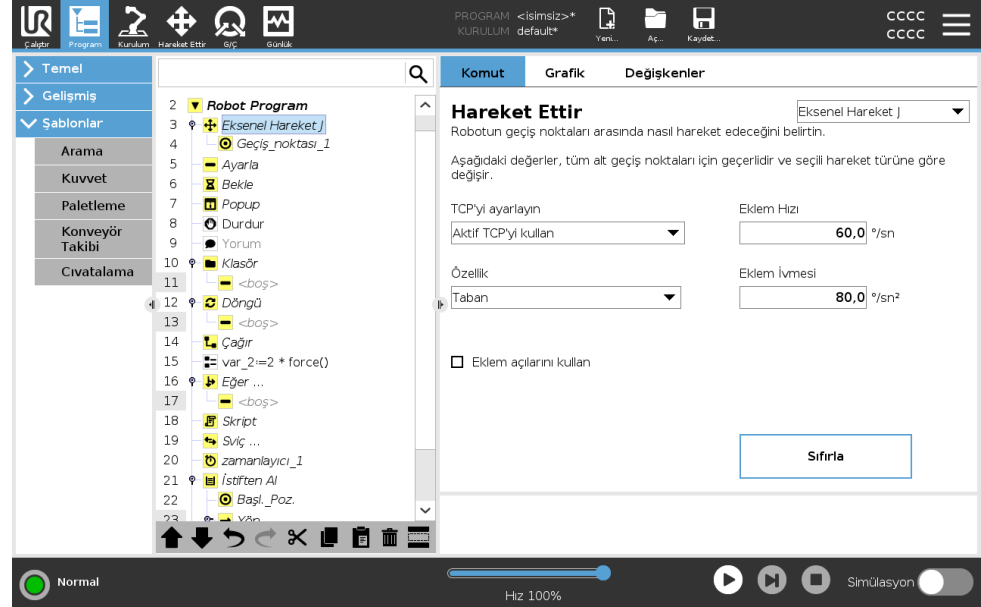 PROGRAM <isimsiz>*
KURULUM default*
CCCC
CCCC
Çalıştır
Program
Kurulum
Hareket Ettir
G/Ç
Günlük
Yeni...
Aç...
Kaydet...
Temel
Gelişmiş
Şablonlar
Arama
Kuvvet
Paletleme
Konveyör
Takibi
Cıvatalama
2 Robot Program
3 Eksenel Hareket J
4 Geçiş_noktası_1
5 Ayarla
6 Bekle
7 Popup
8 Durdur
9 Yorum
10 Klasör
11 <boş>
12 Döngü
13 <boş>
14 Çağır
15 var_2:=2 * force()
16 Eğer ...
17 <boş>
18 Skript
19 Sviç ...
20 zamanlayıcı_1
21 İstiften Al
22 Başl._Poz.
23 Yön
Komut
Grafik
Değişkenler
Hareket Ettir
Eksenel Hareket J
Robotun geçiş noktaları arasında nasıl hareket edeceğini belirtin.
Aşağıdaki değerler, tüm alt geçiş noktaları için geçerlidir ve seçili hareket türüne göre
değişir.
TCP'yi ayarlayın
Eklem Hızı
Aktif TCP'yi kullan
60,0 °/sn
Özellik
Eklem İvmesi
Taban
80,0 °/sn²
Eklem açılarını kullan
Sıfırla
Normal
Hız 100%
Simülasyon